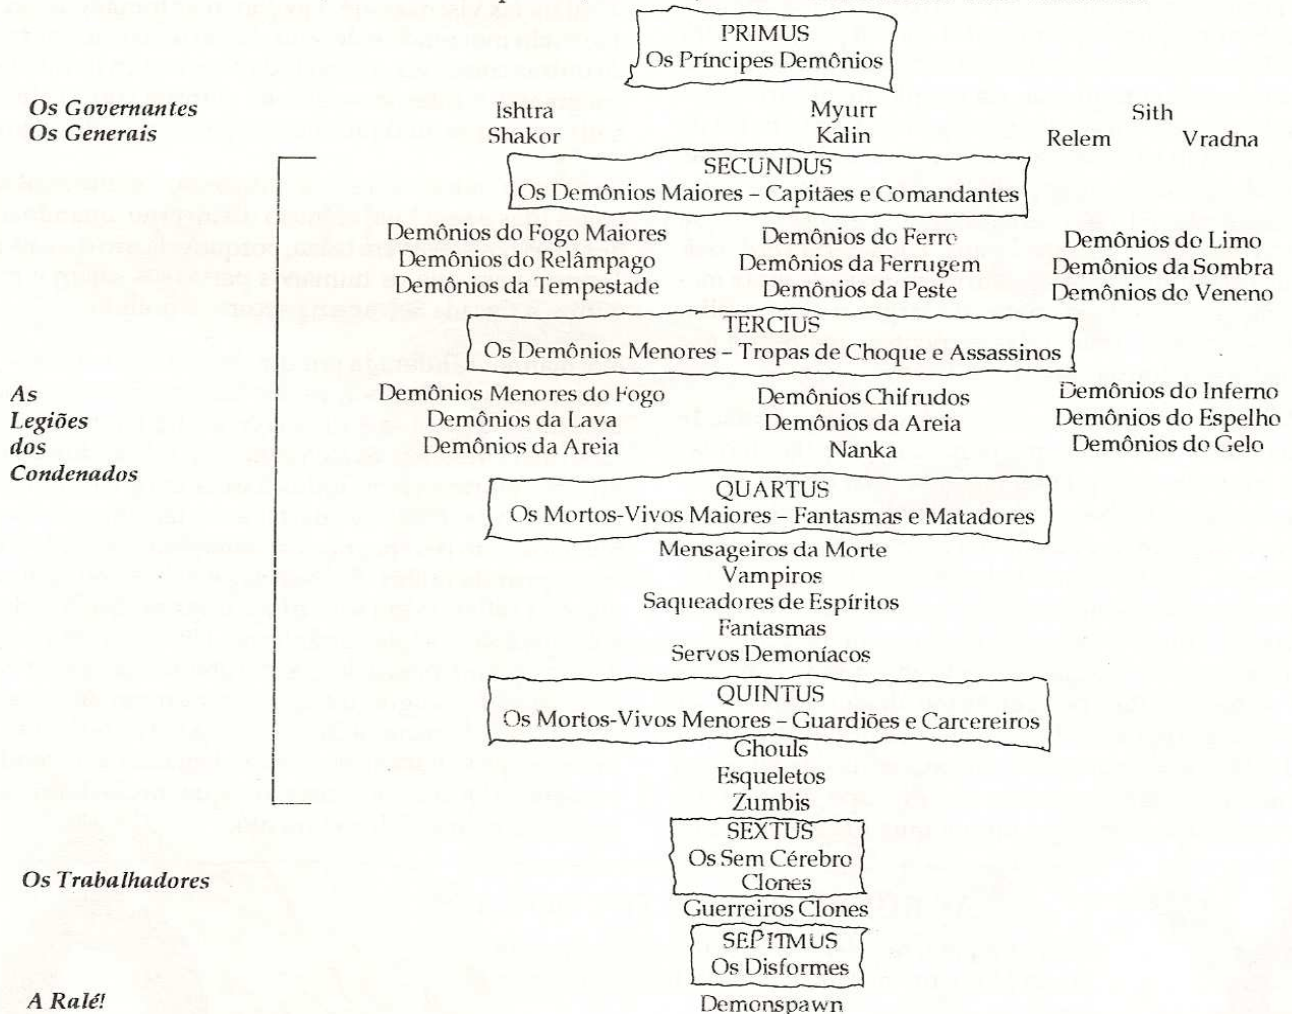 PRIMUS
Os Príncipes Demônios
Os Governantes Ishtra Myurr Sith
Os Generais Shakor Kalin Relem Vradna
SECUNDUS
Os Demônios Maiores – Capitães e Comandantes
Demônios do Fogo Maiores Demônios do Ferro Demônios do Limo
Demônios do Relâmpago Demônios da Ferrugem Demônios da Sombra
Demônios da Tempestade Demônios da Peste Demônios do Veneno
TERCIUS
Os Demônios Menores – Tropas de Choque e Assassinos
Demônios Menores do Fogo Demônios Chifrudos Demônios do Inferno
Demônios da Lava Demônios da Areia Demônios do Espelho
Demônios da Areia Nanka Demônios do Gelo
As
Legiões
dos
Condenados
QUARTUS
Os Mortos-Vivos Maiores – Fantasmas e Matadores
Mensageiros da Morte
Vampiros
Saqueadores de Espíritos
Fantasmas
Servos Demoníacos
QUINTUS
Os Mortos-Vivos Menores – Guardiões e Carcereiros
Ghouls
Esqueletos
Zumbis
SEXTUS
Os Sem Cérebro
Os Trabalhadores
Clones
Guerreiros Clones
SEPITMUS
Os Disformes
A Ralé! Demonspawn